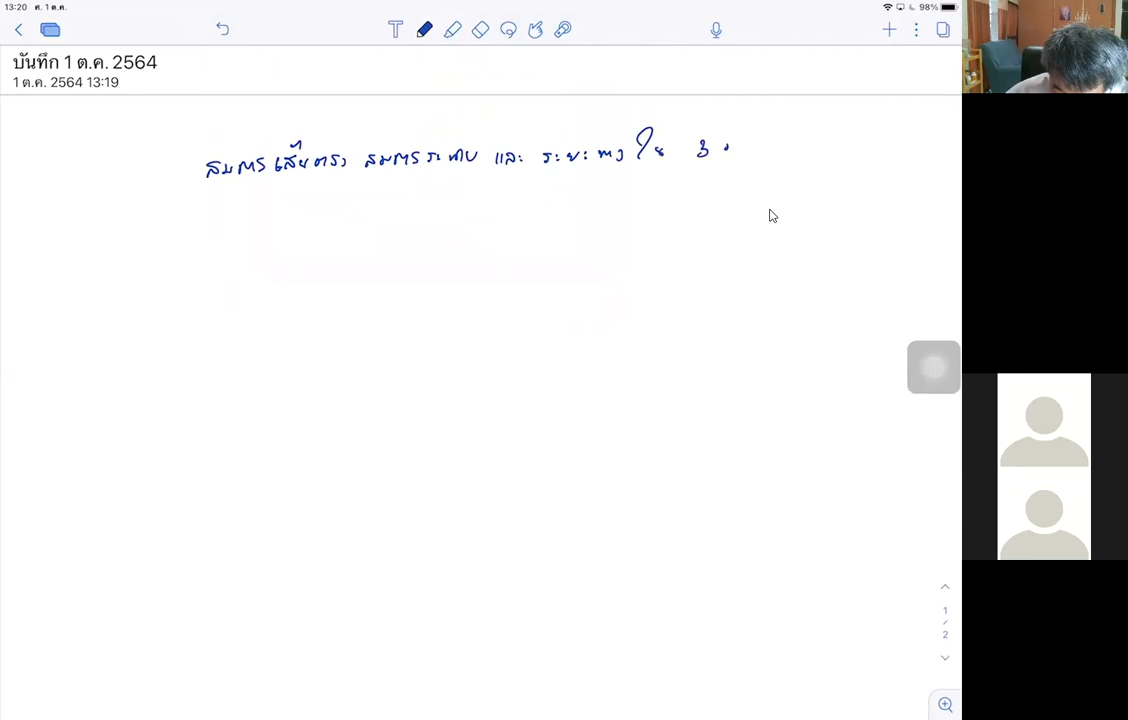 13:20 ศ. 1 ต.ค.
98%
บันทึก 1 ต.ค. 2564
1 ต.ค. 2564 13:19
สมการเส้นตรง สมการระนาบ และ ระยะทาง ใน 3
1
/
2